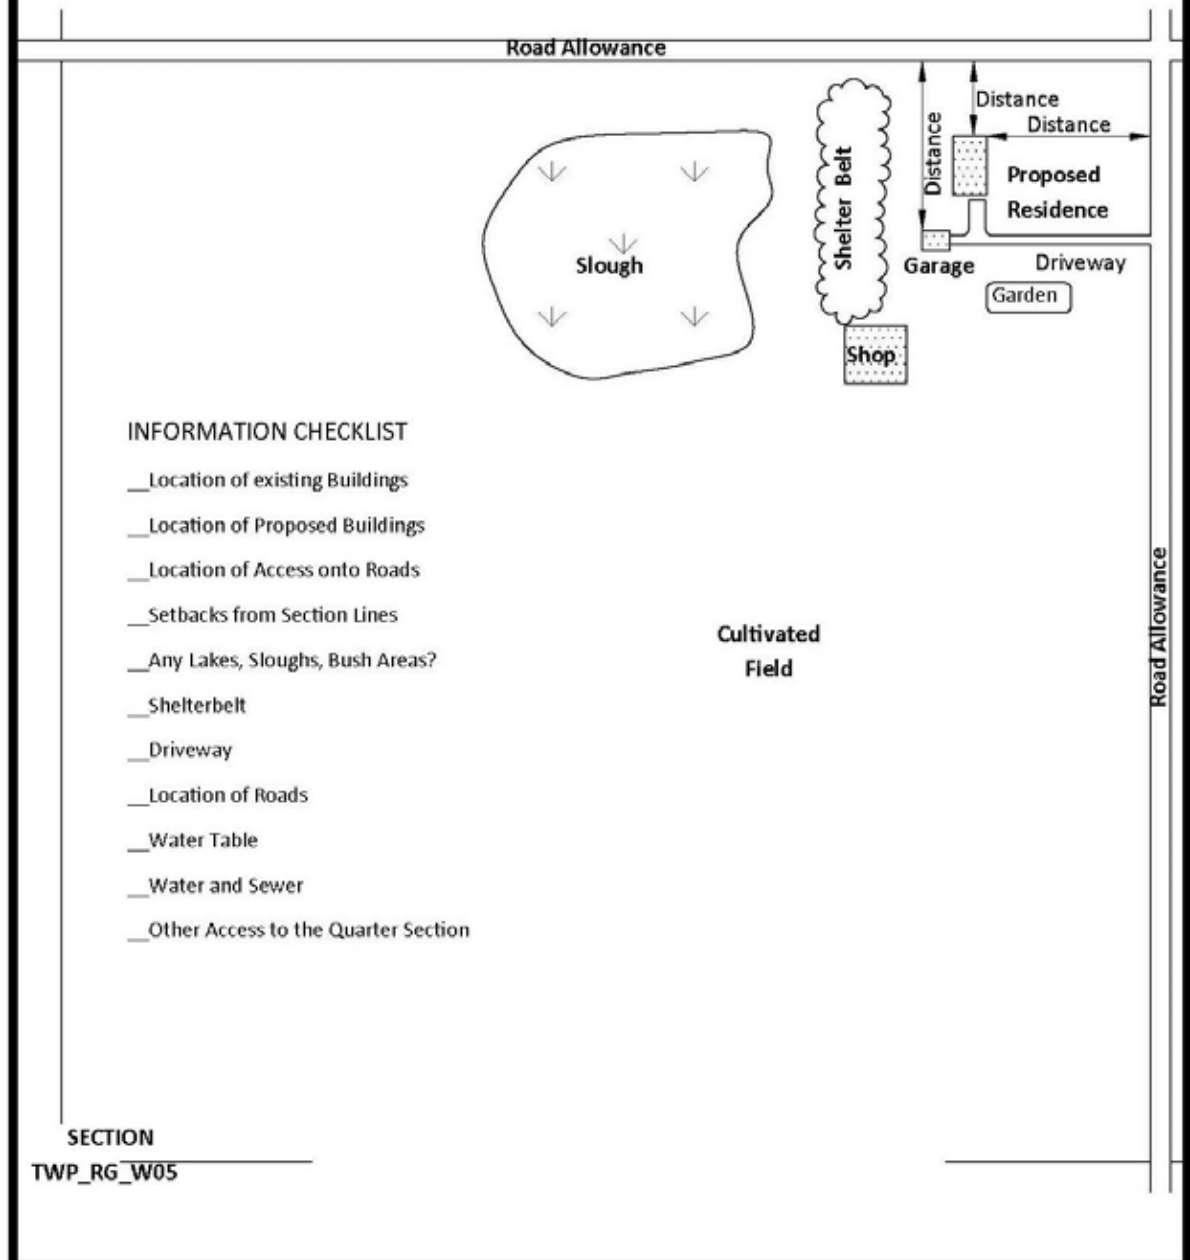 Road Allowance
Distance
Distance
Distance
Shelter Belt
Proposed
Residence
Slough
Garage
Driveway
Garden
Shop
INFORMATION CHECKLIST
__Location of existing Buildings
__Location of Proposed Buildings
__Location of Access onto Roads
__Setbacks from Section Lines
__Any Lakes, Sloughs, Bush Areas?
__Shelterbelt
__Driveway
__Location of Roads
__Water Table
__Water and Sewer
__Other Access to the Quarter Section
Cultivated
Field
Road Allowance
SECTION
TWP_RG_W05